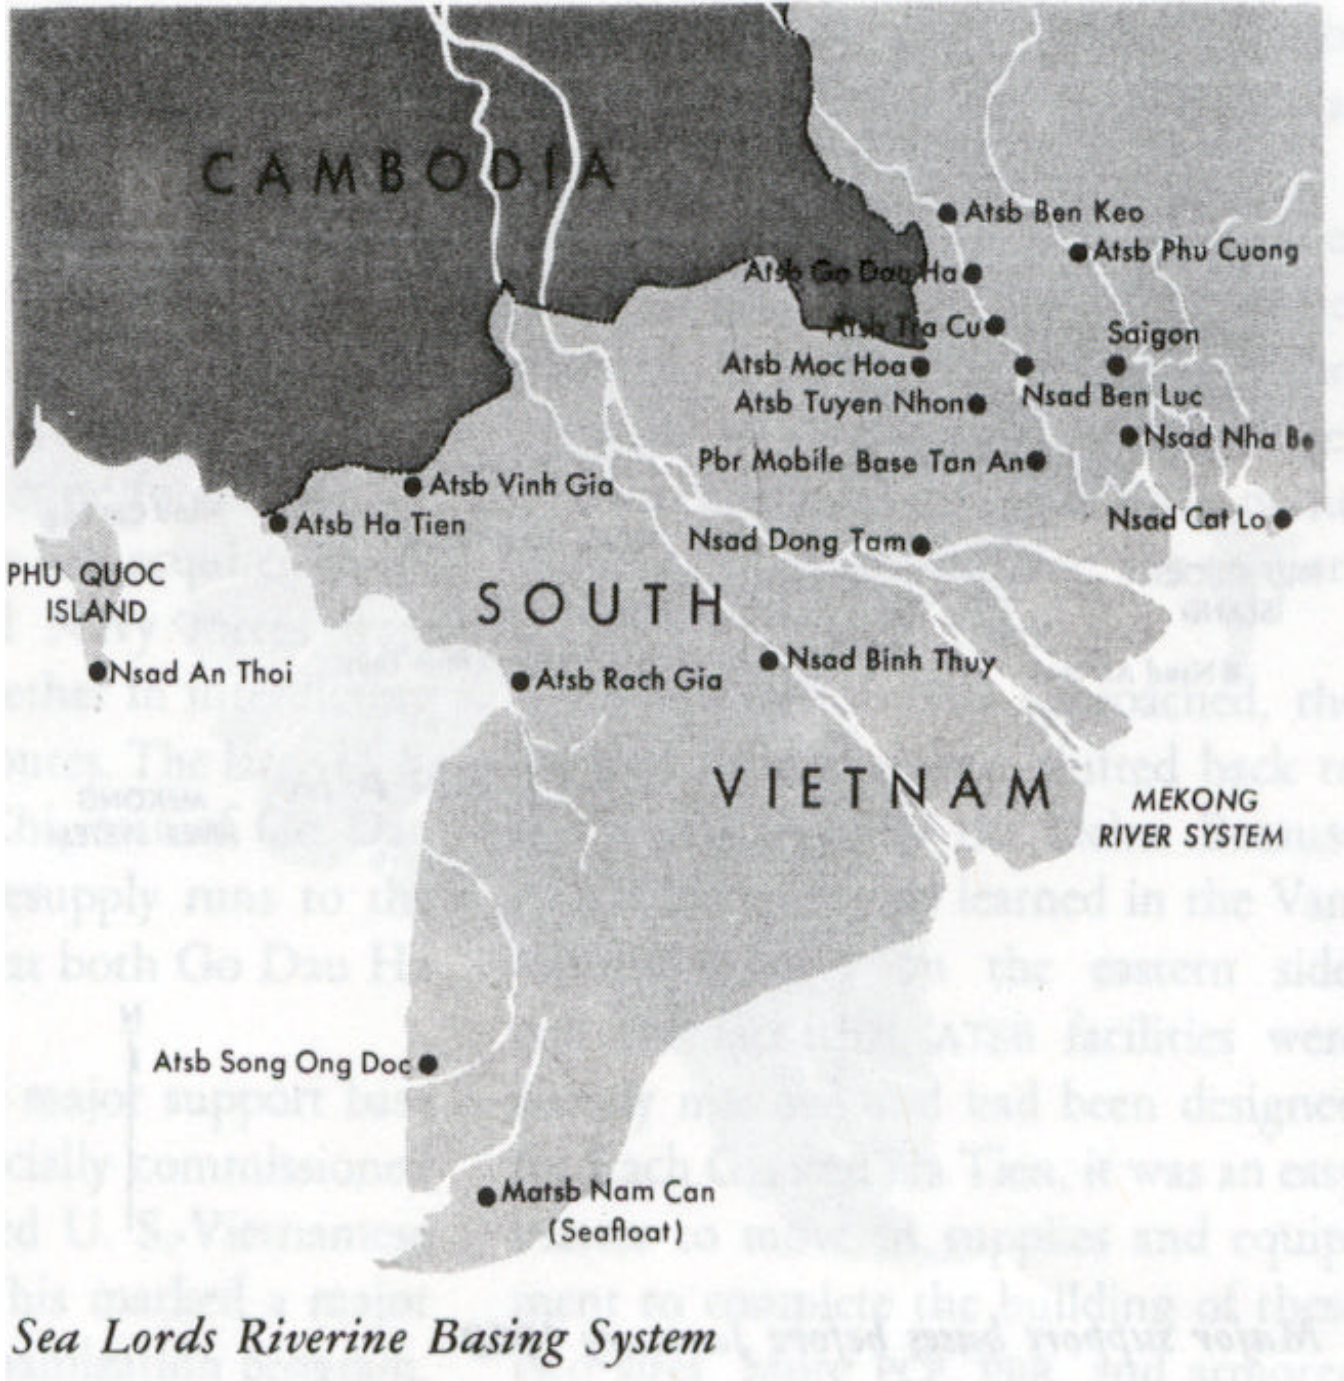 CAMBODIA
Atsb Ben Keo
Atsb Phu Cuong
Atsb Go Dau Ha
Atsb Tra Cu
Saigon
Atsb Moc Hoa
Nsad Ben Luc
Atsb Tuyen Nhon
Nsad Nha Be
Pbr Mobile Base Tan An
Atsb Vinh Gia
Nsad Cat Lo
Atsb Ha Tien
Nsad Dong Tam
PHU QUOC
ISLAND
SOUTH
Nsad An Thoi
Nsad Binh Thuy
Atsb Rach Gia
VIETNAM
MEKONG
RIVER SYSTEM
Atsb Song Ong Doc
Matsb Nam Can
(Seafloat)
Sea Lords Riverine Basing System